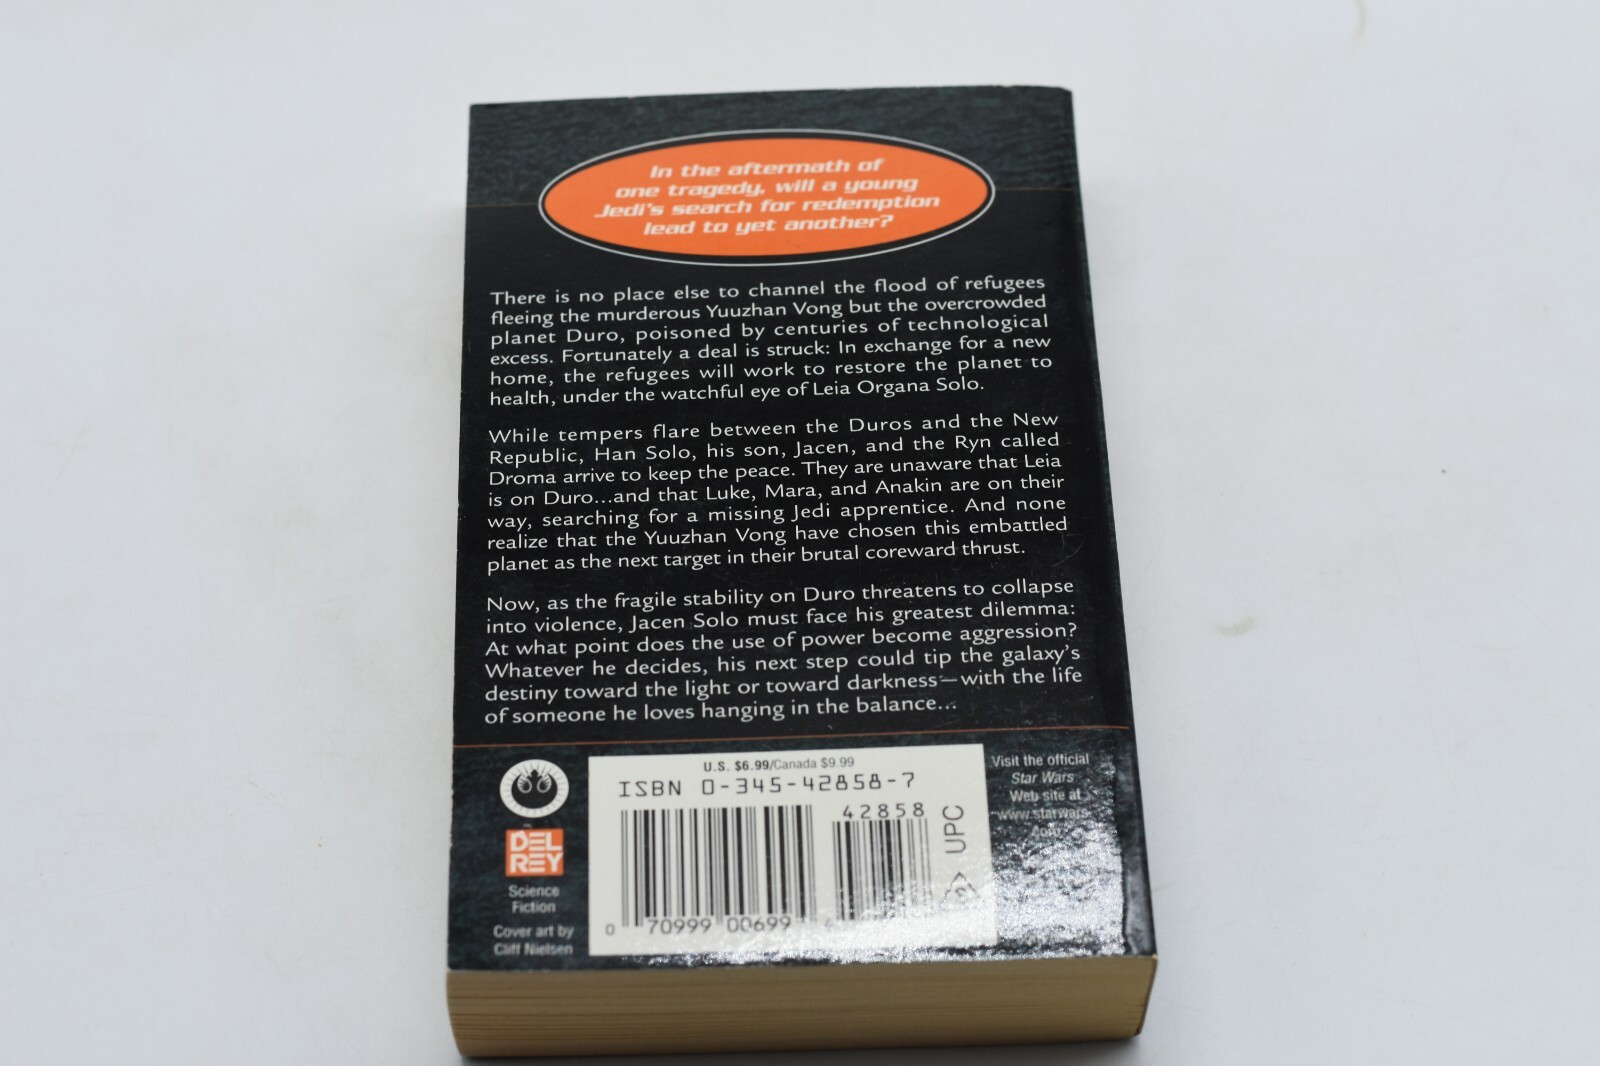 In the aftermath of
one tragedy, will a young
Jedi's search for redemption
lead to yet another?
There is no place else to channel the flood of refugees
fleeing the murderous Yuuzhan Vong but the overcrowded
planet Duro, poisoned by centuries of technological
excess. Fortunately a deal is struck: In exchange for a new
home, the refugees will work to restore the planet to
health, under the watchful eye of Leia Organa Solo.
While tempers flare between the Duros and the New
Republic, Han Solo, his son, Jacen, and the Ryn called
Droma arrive to keep the peace. They are unaware that Leia
is on Duro...and that Luke, Mara, and Anakin are on their
way, searching for a missing Jedi apprentice. And none
realize that the Yuuzhan Vong have chosen this embattled
planet as the next target in their brutal coreward thrust.
Now, as the fragile stability on Duro threatens to collapse
into violence, Jacen Solo must face his greatest dilemma:
At what point does the use of power become aggression?
Whatever he decides, his next step could tip the galaxy's
destiny toward the light or toward darkness—with the life
of someone he loves hanging in the balance...
DEL
REY
Science
Fiction
Cover art by
Cliff Nielsen
U.S. $6.99/Canada $9.99
ISBN 0-345-42858-7
42858
UPC
0 70999 00699 4
Visit the official
Star Wars
Web site at
www.starwars.
com